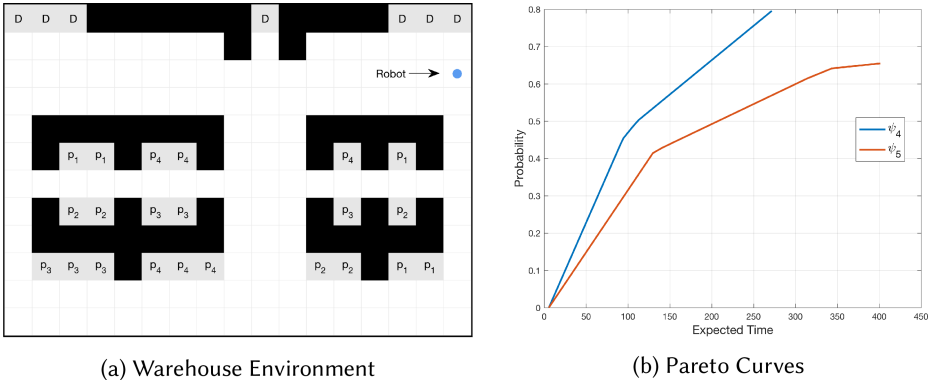 D D D D D D D
Robot
p1 p1 p4 p4 p4 p1
p2 p2 p3 p3 p3 p2
p3 p3 p3 p4 p4 p4 p2 p2 p1 p1
(a) Warehouse Environment
0.8
0.7
0.6
0.5
0.4
0.3
0.2
0.1
0
Probability
ψ4
ψ5
0 50 100 150 200 250 300 350 400 450
Expected Time
(b) Pareto Curves